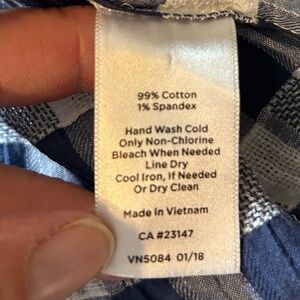 99% Cotton
1% Spandex
Hand Wash Cold
Only Non-Chlorine
Bleach When Needed
Line Dry
Cool Iron, If Needed
Or Dry Clean
Made in Vietnam
CA #23147
VN5084 01/18